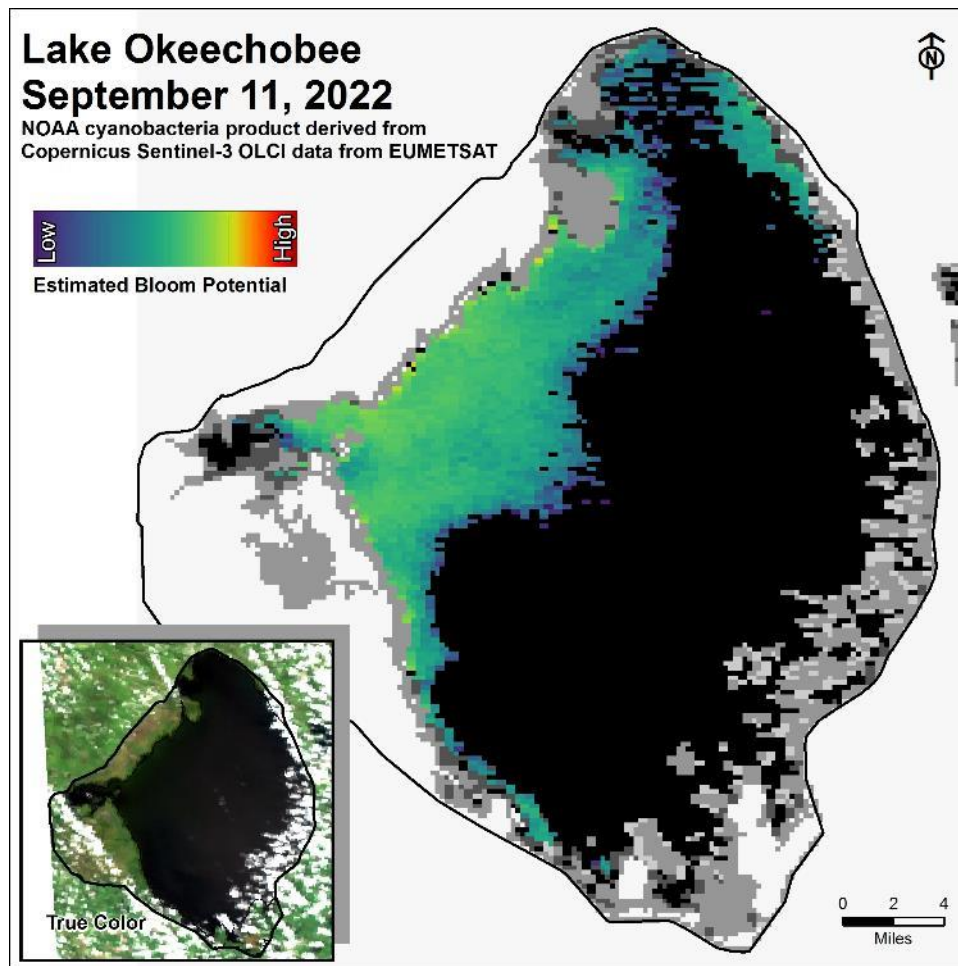 Lake Okeechobee
September 11, 2022
NOAA cyanobacteria product derived from
Copernicus Sentinel-3 OLCI data from EUMETSAT
Low
High
Estimated Bloom Potential
N
True Color
0 2 4
Miles